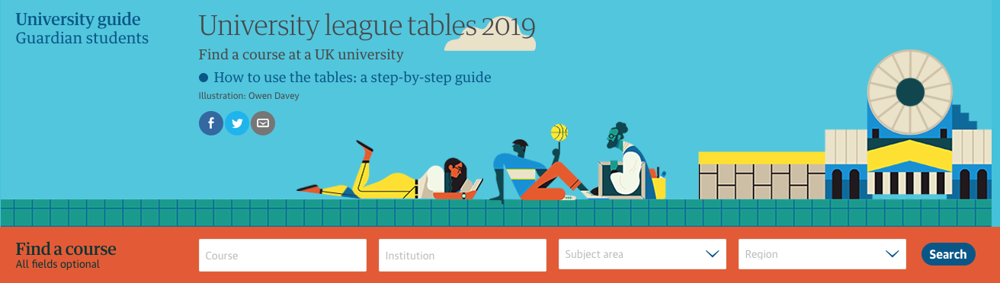 University guide
Guardian students
University league tables 2019
Find a course at a UK university
How to use the tables: a step-by-step guide
Illustration: Owen Davey
f
Find a course
All fields optional
Course
Institution
Subject area
Region
Search